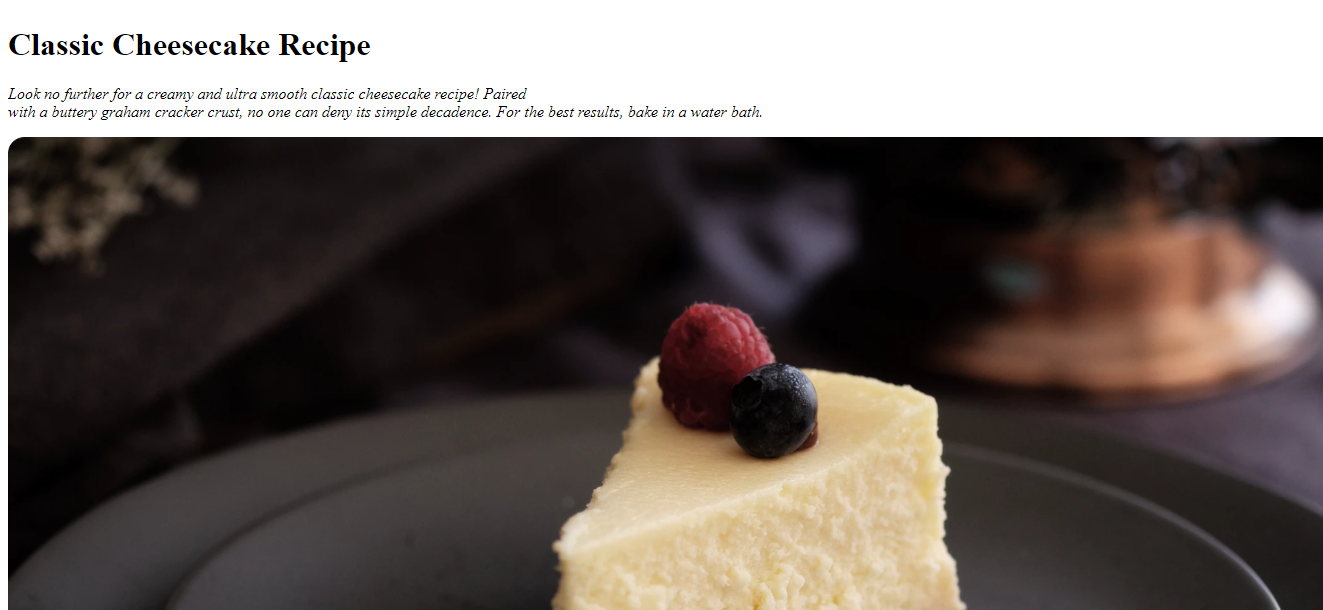 Classic Cheesecake Recipe
Look no further for a creamy and ultra smooth classic cheesecake recipe! Paired
with a buttery graham cracker crust, no one can deny its simple decadence. For the best results, bake in a water bath.